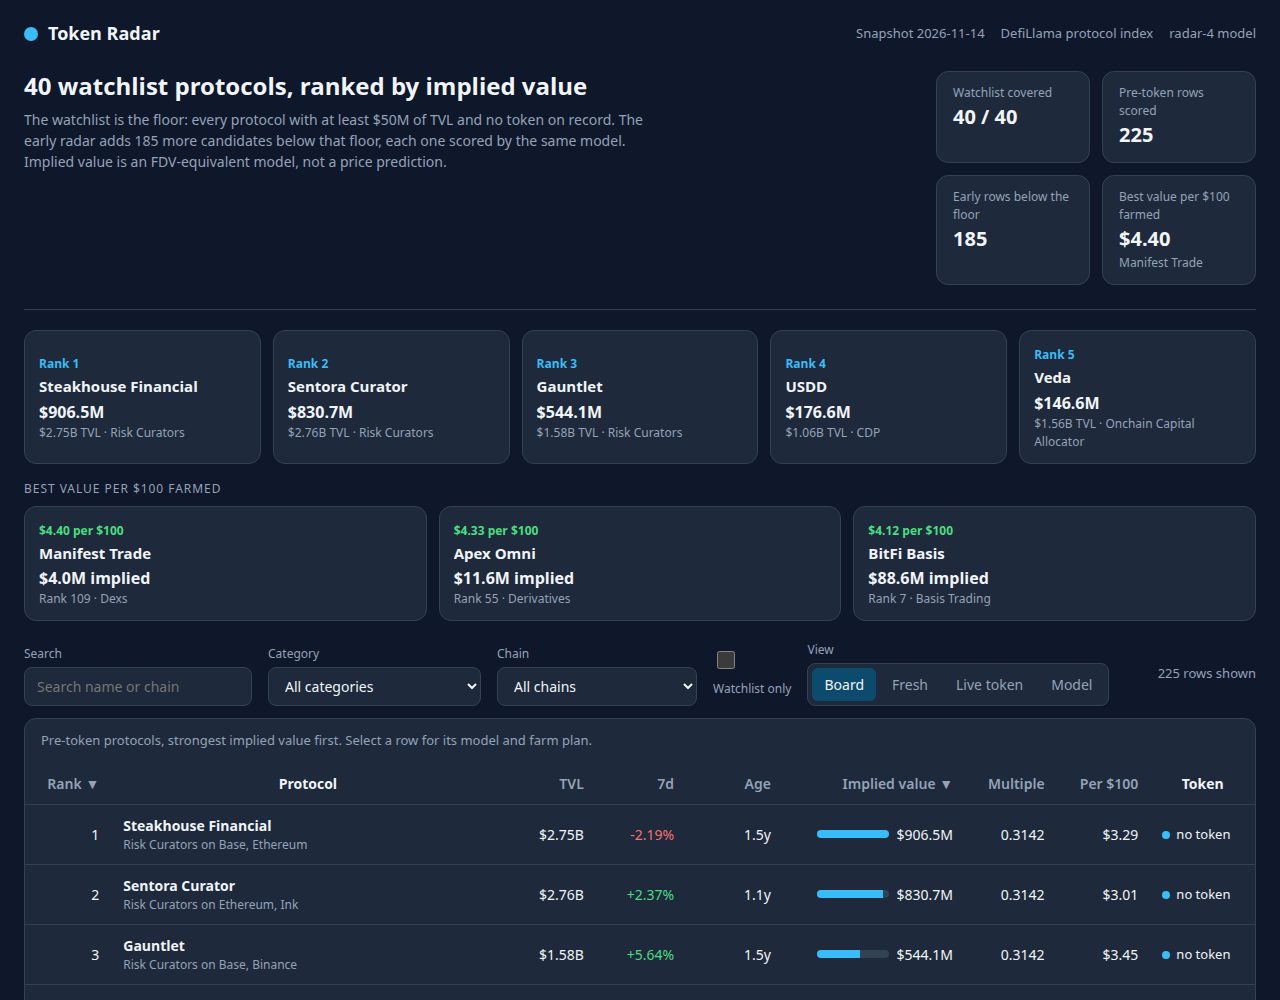 Token Radar
Snapshot 2026-11-14 DefiLlama protocol index radar-4 model
40 watchlist protocols, ranked by implied value
The watchlist is the floor: every protocol with at least $50M of TVL and no token on record. The
early radar adds 185 more candidates below that floor, each one scored by the same model.
Implied value is an FDV-equivalent model, not a price prediction.
Watchlist covered
40 / 40
Pre-token rows
scored
225
Early rows below the
floor
185
Best value per $100
farmed
$4.40
Manifest Trade
Rank 1
Steakhouse Financial
$906.5M
$2.75B TVL · Risk Curators
Rank 2
Sentora Curator
$830.7M
$2.76B TVL · Risk Curators
Rank 3
Gauntlet
$544.1M
$1.58B TVL · Risk Curators
Rank 4
USDD
$176.6M
$1.06B TVL · CDP
Rank 5
Veda
$146.6M
$1.56B TVL · Onchain Capital
Allocator
BEST VALUE PER $100 FARMED
$4.40 per $100
Manifest Trade
$4.0M implied
Rank 109 · Dexs
$4.33 per $100
Apex Omni
$11.6M implied
Rank 55 · Derivatives
$4.12 per $100
BitFi Basis
$88.6M implied
Rank 7 · Basis Trading
Search
Search name or chain
Category
All categories
Chain
All chains
Watchlist only
View
Board Fresh Live token Model
225 rows shown
Pre-token protocols, strongest implied value first. Select a row for its model and farm plan.
Rank ▼ Protocol TVL 7d Age Implied value ▼ Multiple Per $100 Token
1 Steakhouse Financial $2.75B -2.19% 1.5y $906.5M 0.3142 $3.29 no token
Risk Curators on Base, Ethereum
2 Sentora Curator $2.76B +2.37% 1.1y $830.7M 0.3142 $3.01 no token
Risk Curators on Ethereum, Ink
3 Gauntlet $1.58B +5.64% 1.5y $544.1M 0.3142 $3.45 no token
Risk Curators on Base, Binance